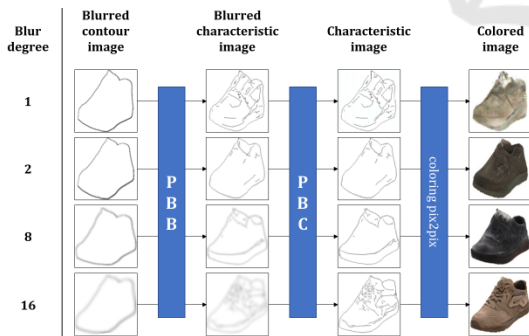 Blur degree
Blurred contour image
Blurred characteristic image
Characteristic image
Colored image
1
2
8
16
P B B
P B C
coloring pix2pix